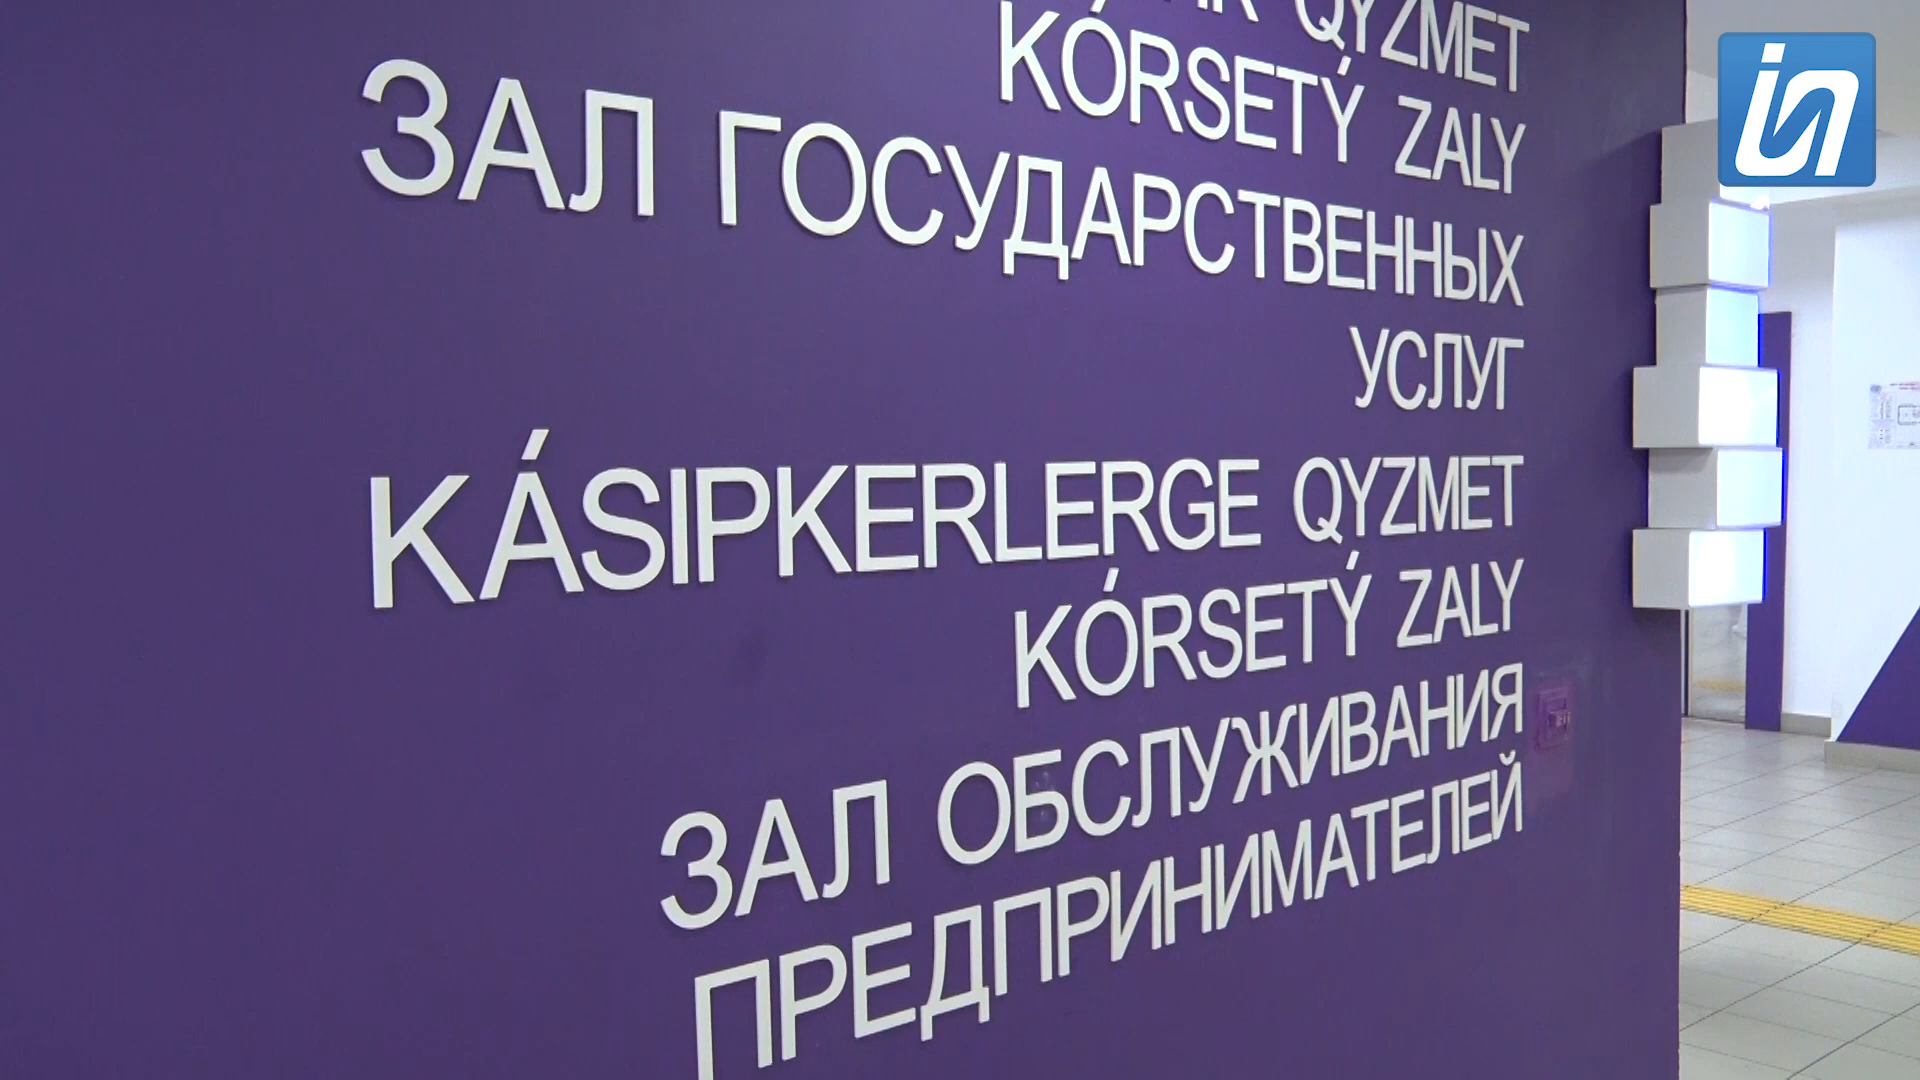 QYZMET
KÓRSETÝ ZALY
ЗАЛ ГОСУДАРСТВЕННЫХ
УСЛУГ
KÁSIPKERLERGE QYZMET
KÓRSETÝ ZALY
ЗАЛ ОБСЛУЖИВАНИЯ
ПРЕДПРИНИМАТЕЛЕЙ